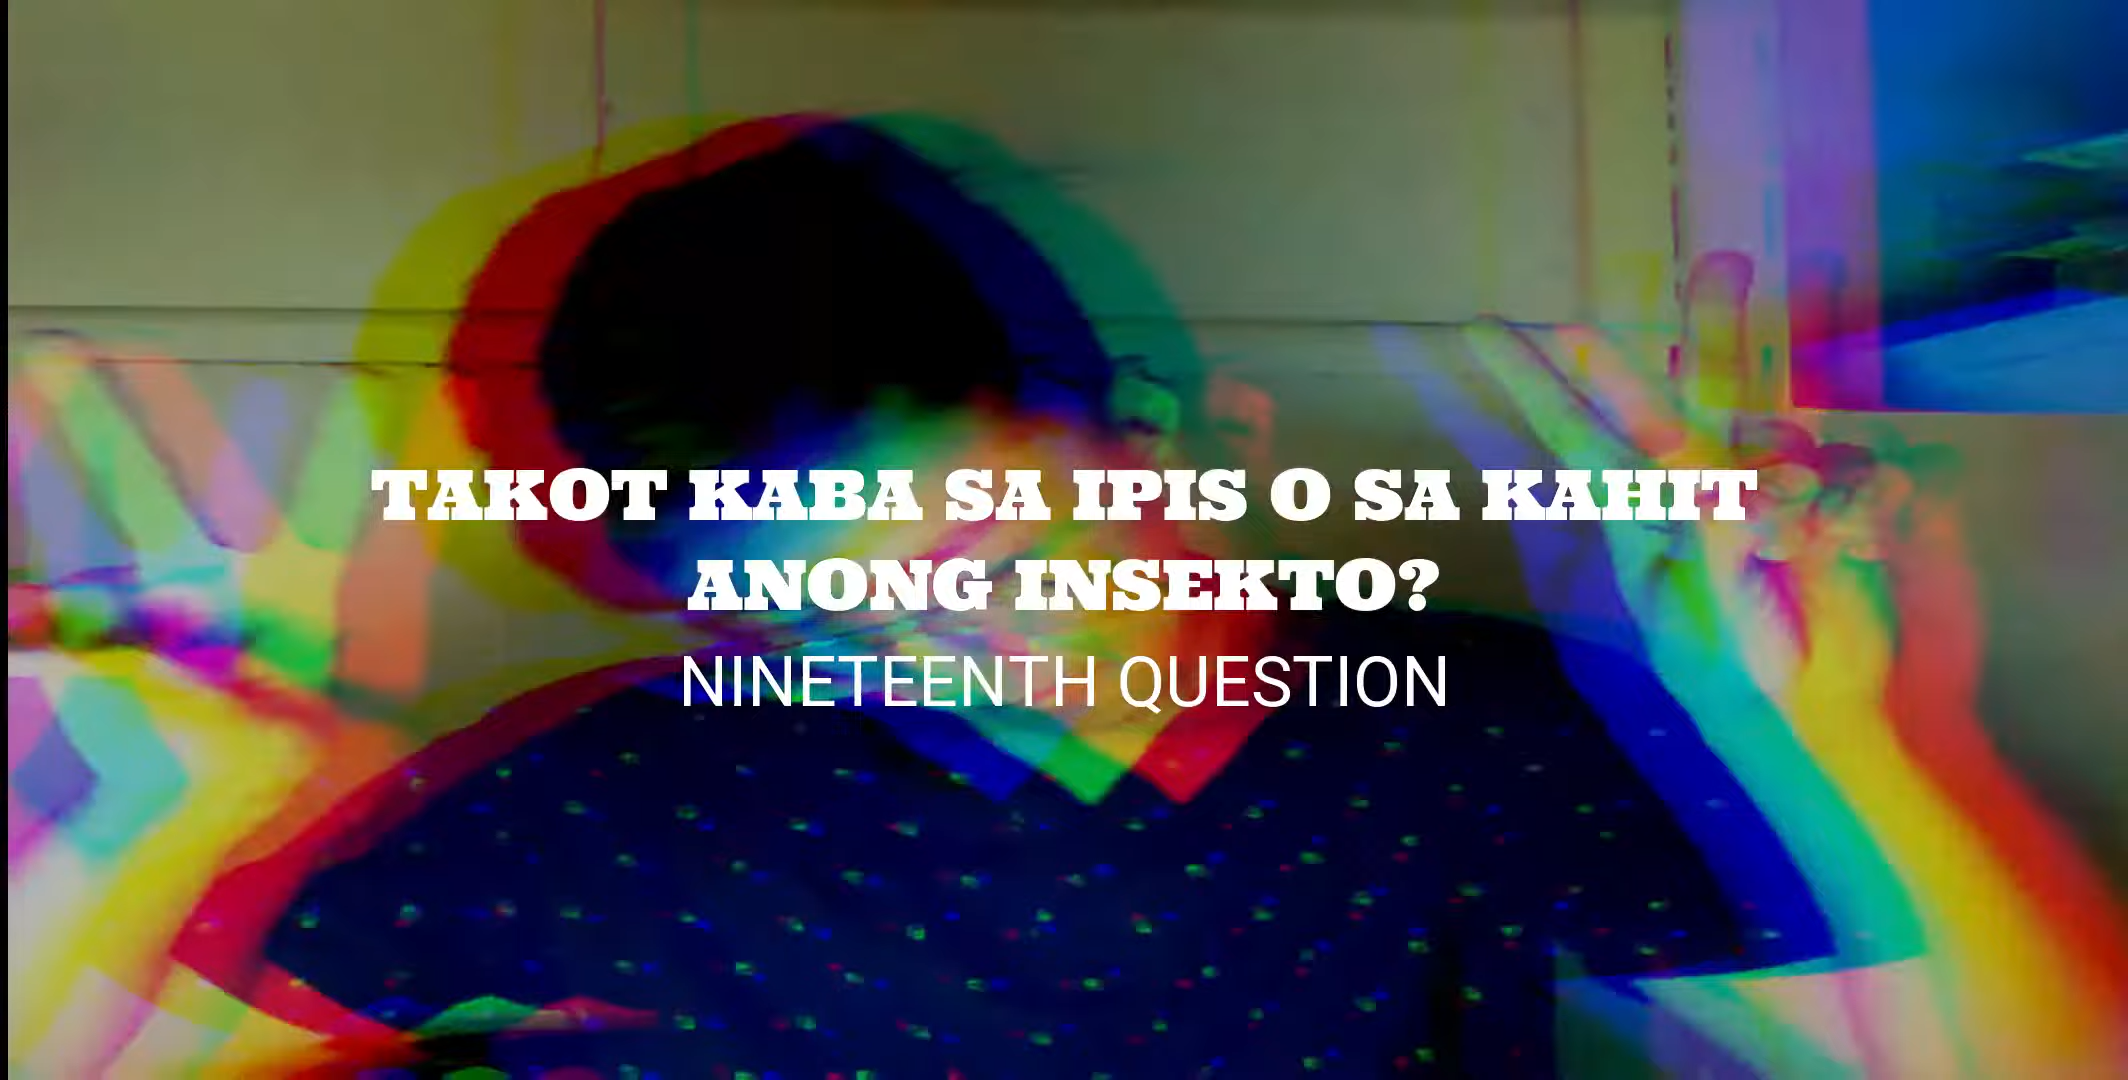 TAKOT KABA SA IPIS O SA KAHIT
ANONG INSEKTO?
NINETEENTH QUESTION